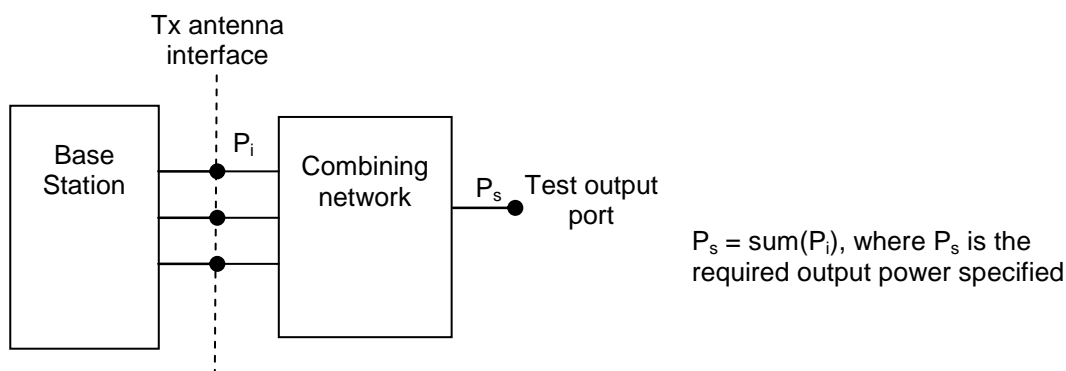 Tx antenna
interface
Base
Station
Pi
Combining
network
Ps
Test output
port
Ps = sum(Pi), where Ps is the
required output power specified